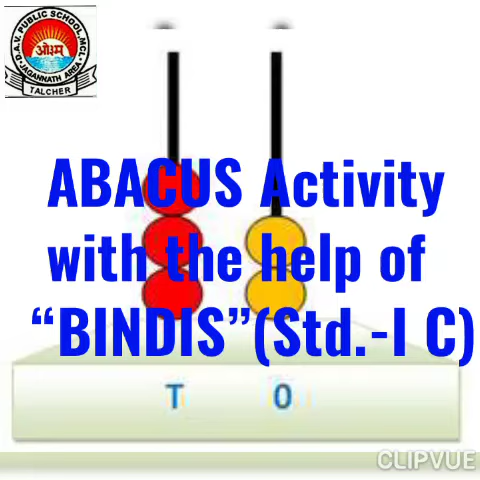 D.A.V. PUBLIC SCHOOL, MCL.
ओ३म्
JAGANNATH AREA
TALCHER
ABACUS Activity
with the help of
“BINDIS”(Std.-I C)
T O
CLIPVUE